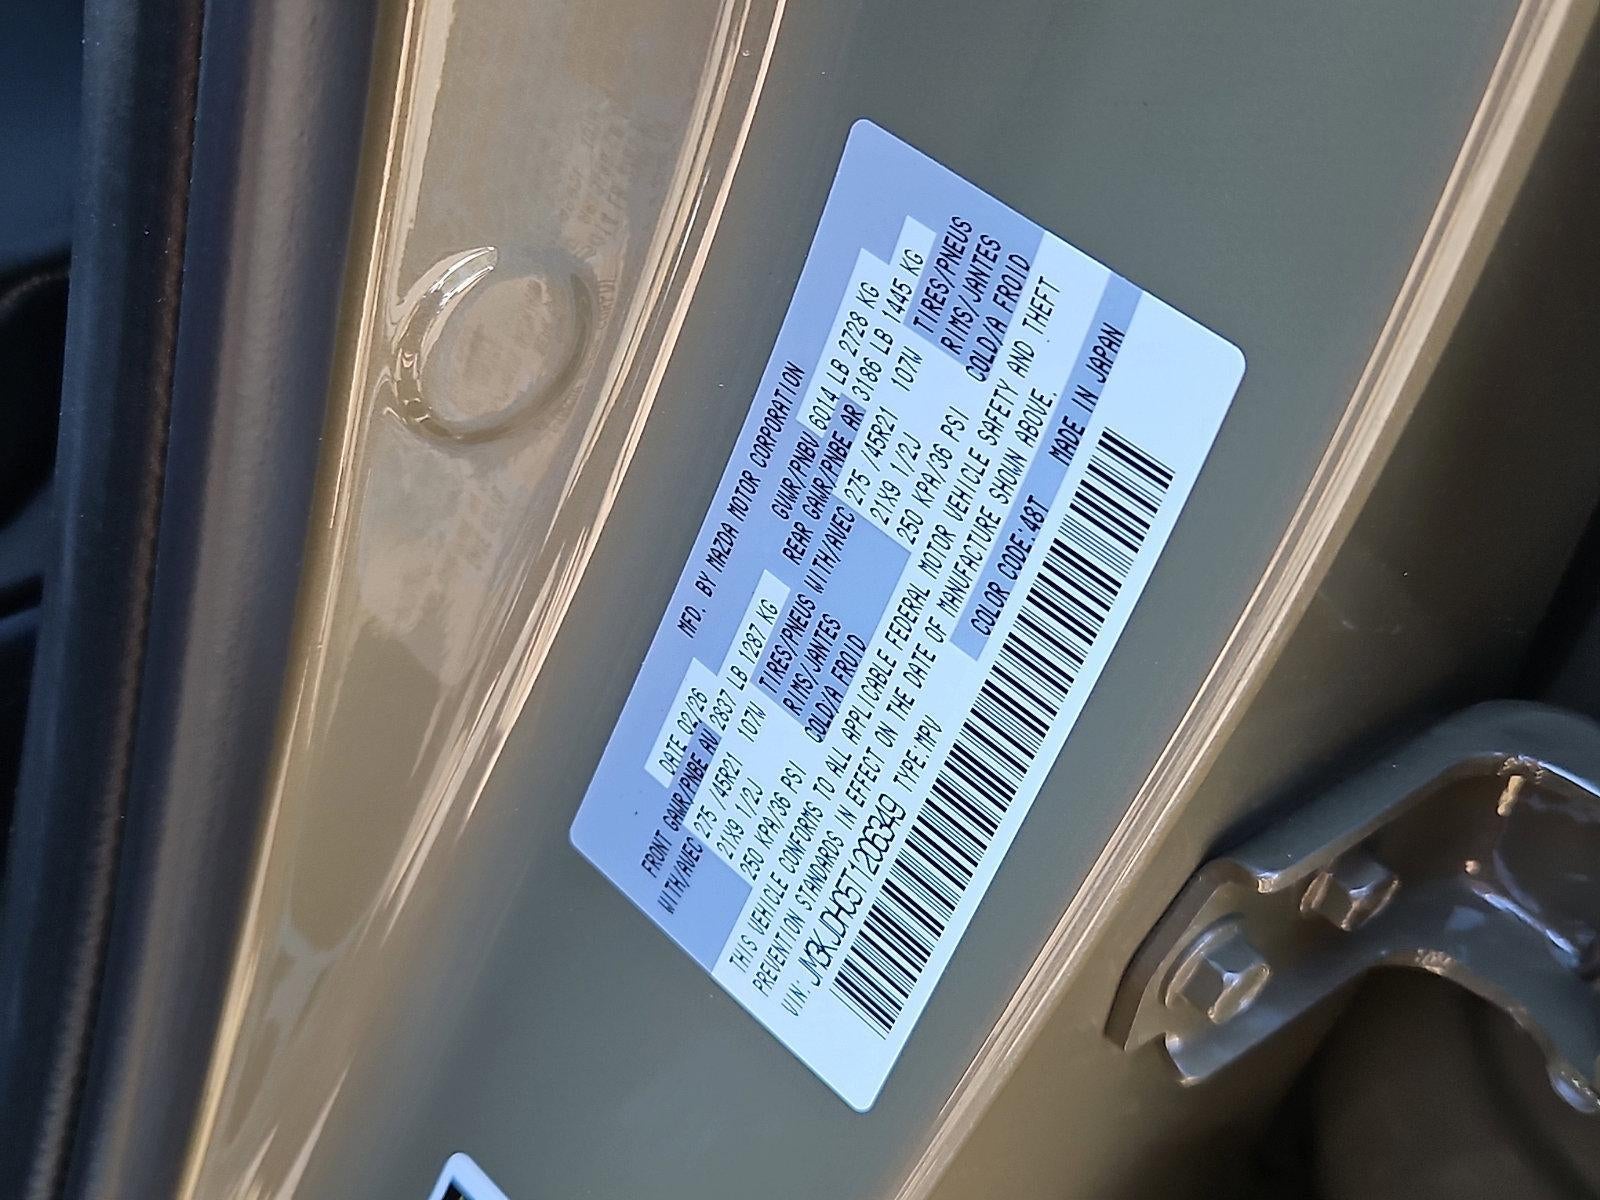 MFD. BY MAZDA MOTOR CORPORATION
DATE 02/26 GVWR/PNBV 6014 LB 2728 KG
FRONT GAWR/PNBE AV 2837 LB 1287 KG REAR GAWR/PNBE AR 3186 LB 1445 KG
WITH/AVEC 275 /45R21 107W TIRES/PNEUS WITH/AVEC 275 /45R21 107W TIRES/PNEUS
21X9 1/2J RIMS/JANTES 21X9 1/2J RIMS/JANTES
250 KPA/36 PSI COLD/A FROID 250 KPA/36 PSI COLD/A FROID
THIS VEHICLE CONFORMS TO ALL APPLICABLE FEDERAL MOTOR VEHICLE SAFETY AND THEFT
PREVENTION STANDARDS IN EFFECT ON THE DATE OF MANUFACTURE SHOWN ABOVE.
VIN: JM3KJDHC5T1206349 TYPE:MPV COLOR CODE:48T MADE IN JAPAN